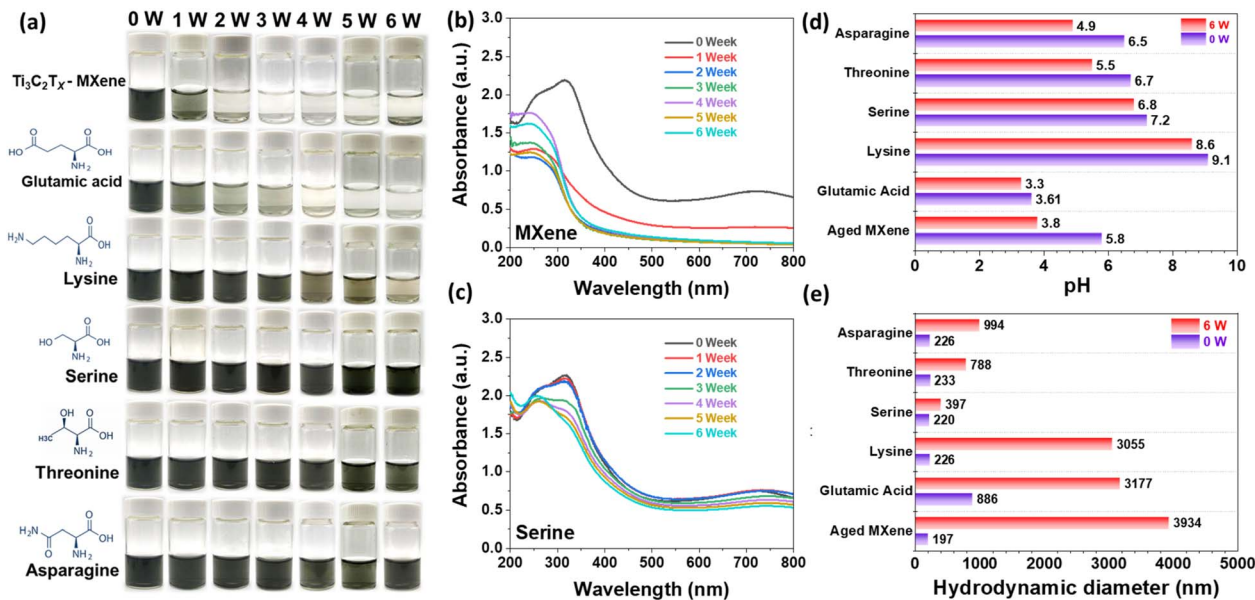 (a)
0 W 1 W 2 W 3 W 4 W 5 W 6 W
Ti3C2TX - MXene
HO
O
O
OH
NH2
Glutamic acid
NH2
O
OH
NH2
Lysine
HO
O
OH
NH2
Serine
OH
O
H3C
OH
NH2
Threonine
H2N
O
O
OH
NH2
Asparagine
(b)
3.0
2.5
2.0
1.5
1.0
0.5
0.0
Absorbance (a.u.)
0 Week
1 Week
2 Week
3 Week
4 Week
5 Week
6 Week
MXene
200 300 400 500 600 700 800
Wavelength (nm)
(c)
3.0
2.5
2.0
1.5
1.0
0.5
0.0
Absorbance (a.u.)
0 Week
1 Week
2 Week
3 Week
4 Week
5 Week
6 Week
Serine
200 300 400 500 600 700 800
Wavelength (nm)
(d)
6 W
0 W
Asparagine 4.9
6.5
Threonine 5.5
6.7
Serine 6.8
7.2
Lysine 8.6
9.1
Glutamic Acid 3.3
3.61
Aged MXene 3.8
5.8
0 2 4 6 8 10
pH
(e)
6 W
0 W
Asparagine 994
226
Threonine 788
233
Serine 397
220
Lysine 3055
226
Glutamic Acid 3177
886
Aged MXene 3934
197
0 1000 2000 3000 4000 5000
Hydrodynamic diameter (nm)